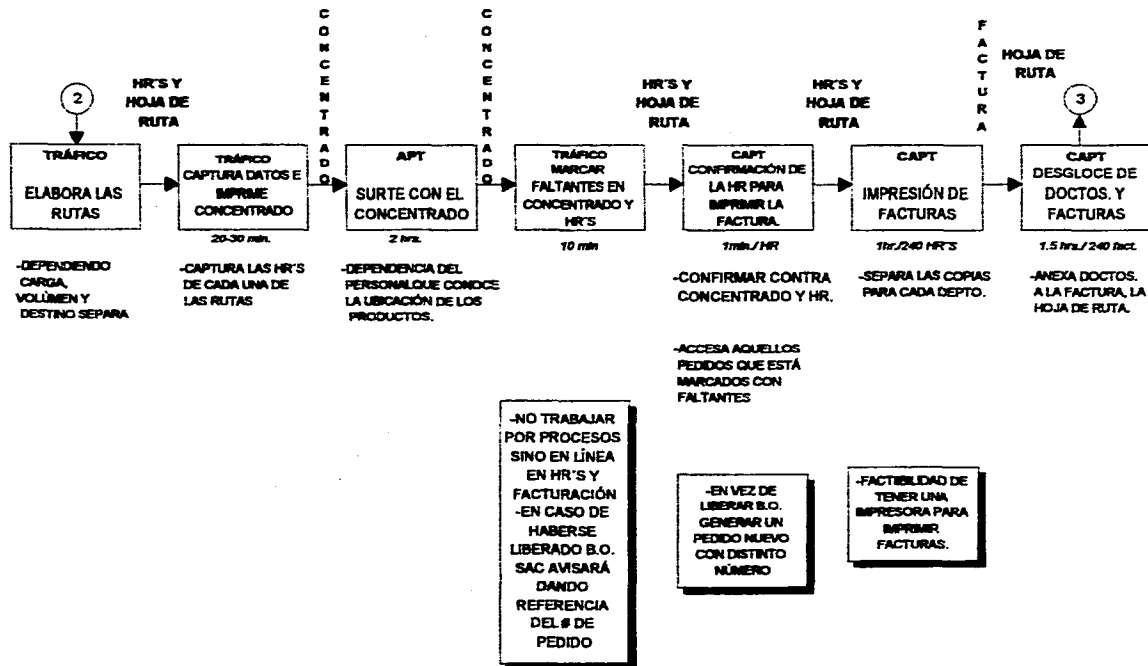 2
HR'S Y
HOJA DE
RUTA
CONCENTRADO
CONCENTRADO
HR'S Y
HOJA DE
RUTA
HR'S Y
HOJA DE
RUTA
FACTURA
HOJA DE
RUTA
3
TRÁFICO
ELABORA LAS
RUTAS
-DEPENDIENDO
CARGA,
VOLÚMEN Y
DESTINO SEPARA
TRÁFICO
CAPTURA DATOS E
IMPRIME
CONCENTRADO
20-30 min.
-CAPTURA LAS HR'S
DE CADA UNA DE
LAS RUTAS
APT
SURTE CON EL
CONCENTRADO
2 hrs.
-DEPENDENCIA DEL
PERSONALQUE CONOCE
LA UBICACIÓN DE LOS
PRODUCTOS.
TRÁFICO
MARCAR
FALTANTES EN
CONCENTRADO Y
HR'S
10 min
CAPT
CONFIRMACIÓN DE
LA HR PARA
IMPRIMIR LA
FACTURA.
1min./ HR
-CONFIRMAR CONTRA
CONCENTRADO Y HR.
-ACCESA AQUELLOS
PEDIDOS QUE ESTÁ
MARCADOS CON
FALTANTES
CAPT
IMPRESIÓN DE
FACTURAS
1hr./240 HR'S
-SEPARA LAS COPIAS
PARA CADA DEPTO.
CAPT
DESGLOCE DE
DOCTOS. Y
FACTURAS
1.5 hrs./ 240 fact.
-ANEXA DOCTOS.
A LA FACTURA, LA
HOJA DE RUTA.
-NO TRABAJAR
POR PROCESOS
SINO EN LÍNEA
EN HR'S Y
FACTURACIÓN
-EN CASO DE
HABERSE
LIBERADO B.O.
SAC AVISARÁ
DANDO
REFERENCIA
DEL # DE
PEDIDO
-EN VEZ DE
LIBERAR B.O.
GENERAR UN
PEDIDO NUEVO
CON DISTINTO
NÚMERO
-FACTIBILIDAD DE
TENER UNA
IMPRESORA PARA
IMPRIMIR
FACTURAS.